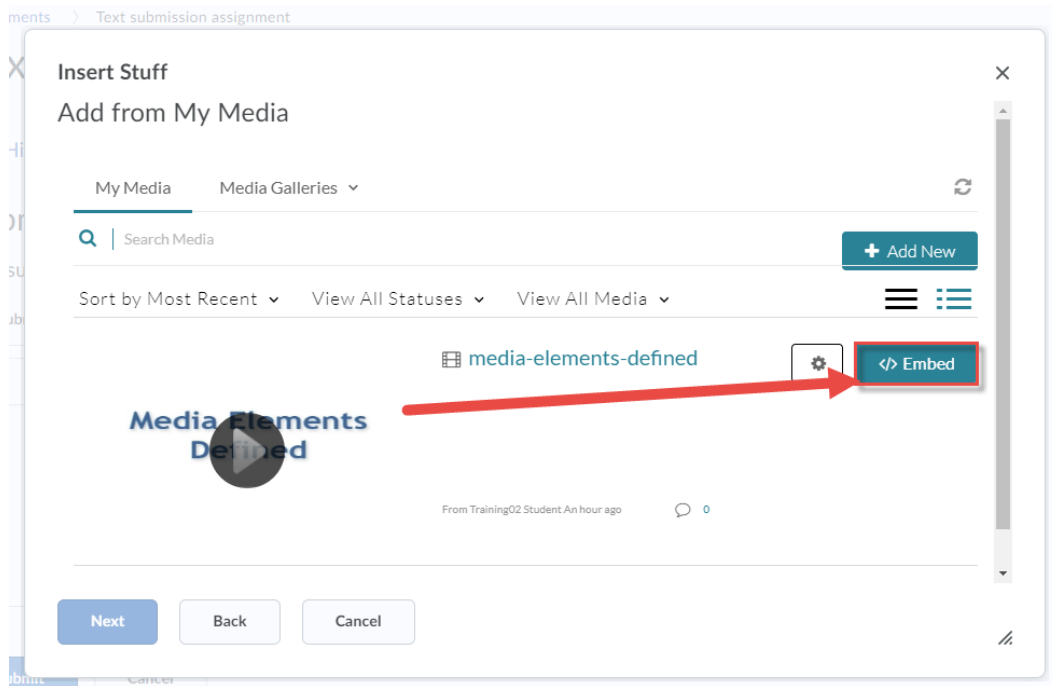 ments 〉 Text submission assignment
Insert Stuff
Add from My Media
My Media Media Galleries
Search Media
+ Add New
Sort by Most Recent View All Statuses View All Media
media-elements-defined
</> Embed
Media Elements
Defined
From Training02 Student An hour ago 0
Next Back Cancel
Cancel